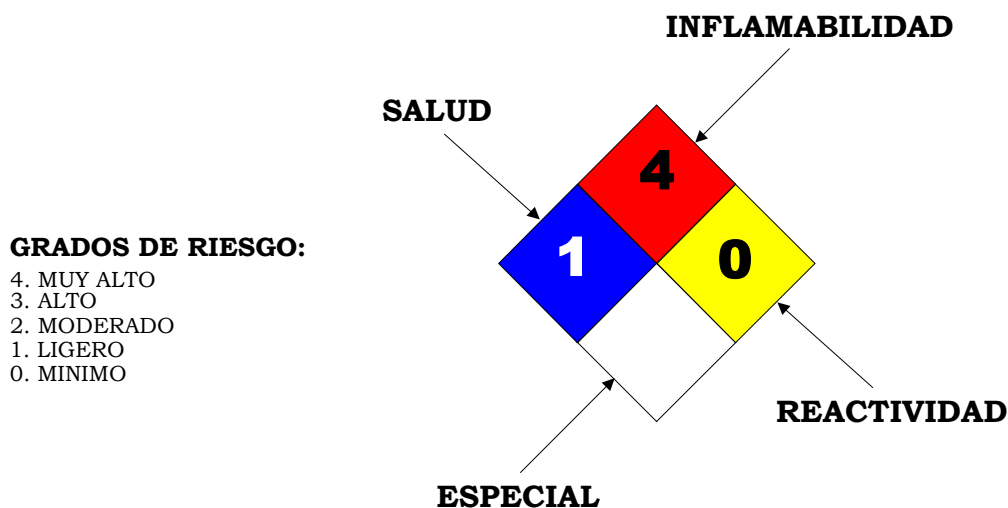 INFLAMABILIDAD
SALUD
4
1
0
GRADOS DE RIESGO:
4. MUY ALTO
3. ALTO
2. MODERADO
1. LIGERO
0. MINIMO
REACTIVIDAD
ESPECIAL